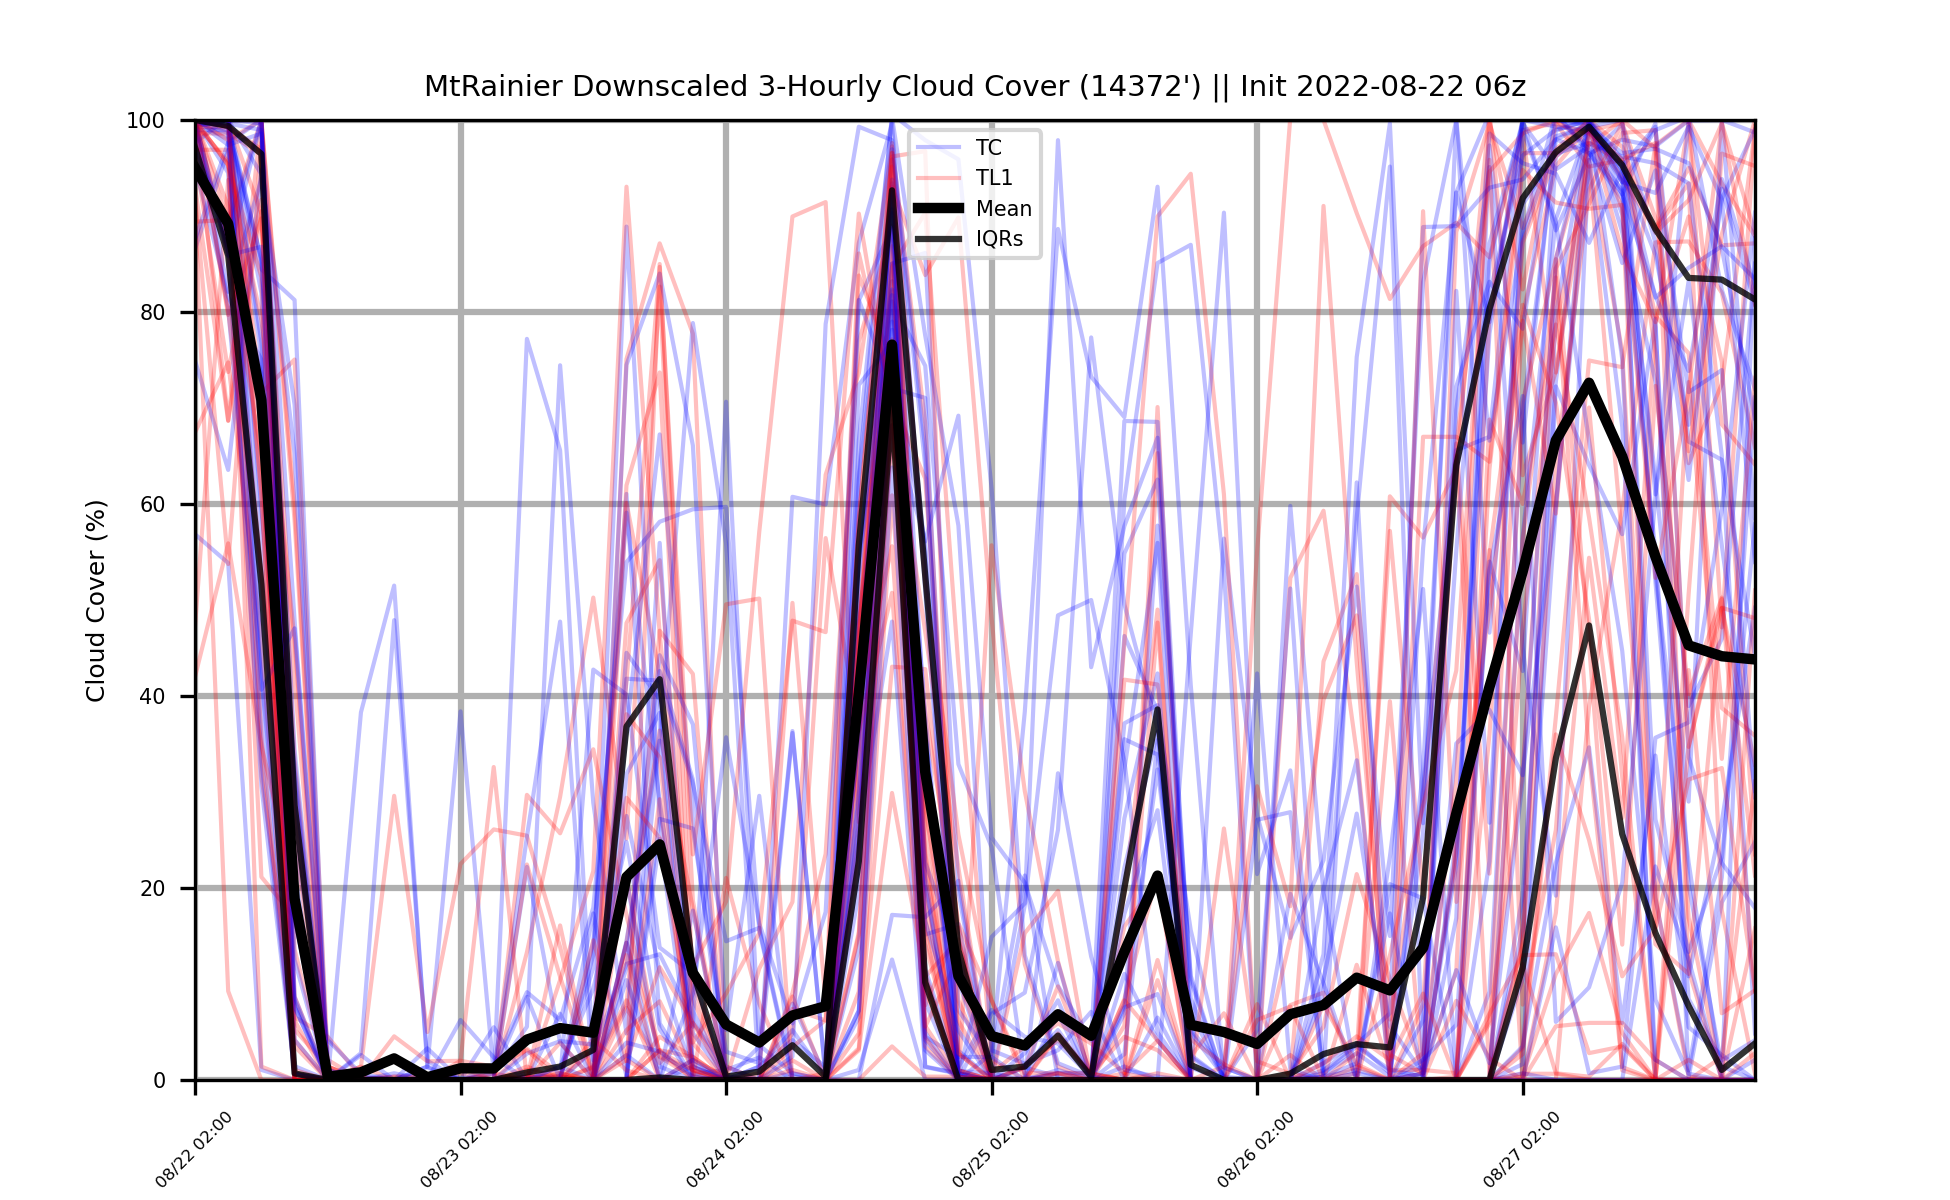 MtRainier Downscaled 3-Hourly Cloud Cover (14372') || Init 2022-08-22 06z
100
80
60
40
20
0
Cloud Cover (%)
TC
TL1
Mean
IQRs
08/22 02:00
08/23 02:00
08/24 02:00
08/25 02:00
08/26 02:00
08/27 02:00